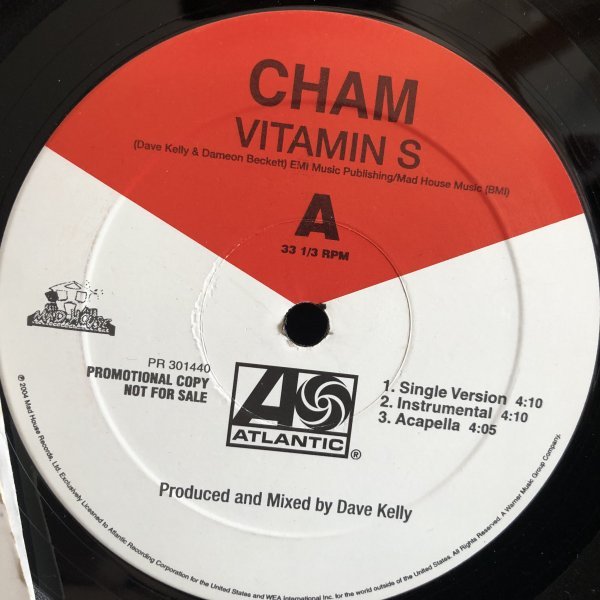 CHAM
VITAMIN S
(Dave Kelly & Dameon Beckett) EMI Music Publishing/Mad House Music (BMI)
A
33 1/3 RPM
MAD HOUSE
PR 301440
PROMOTIONAL COPY
NOT FOR SALE
ATLANTIC ®
1. Single Version 4:10
2. Instrumental 4:10
3. Acapella 4:05
Produced and Mixed by Dave Kelly
℗ 2004 Mad House Records, Ltd. Exclusively Licensed to Atlantic Recording Corporation for the United States and WEA International Inc. for the world outside of the United States. All Rights Reserved. A Warner Music Group Company.